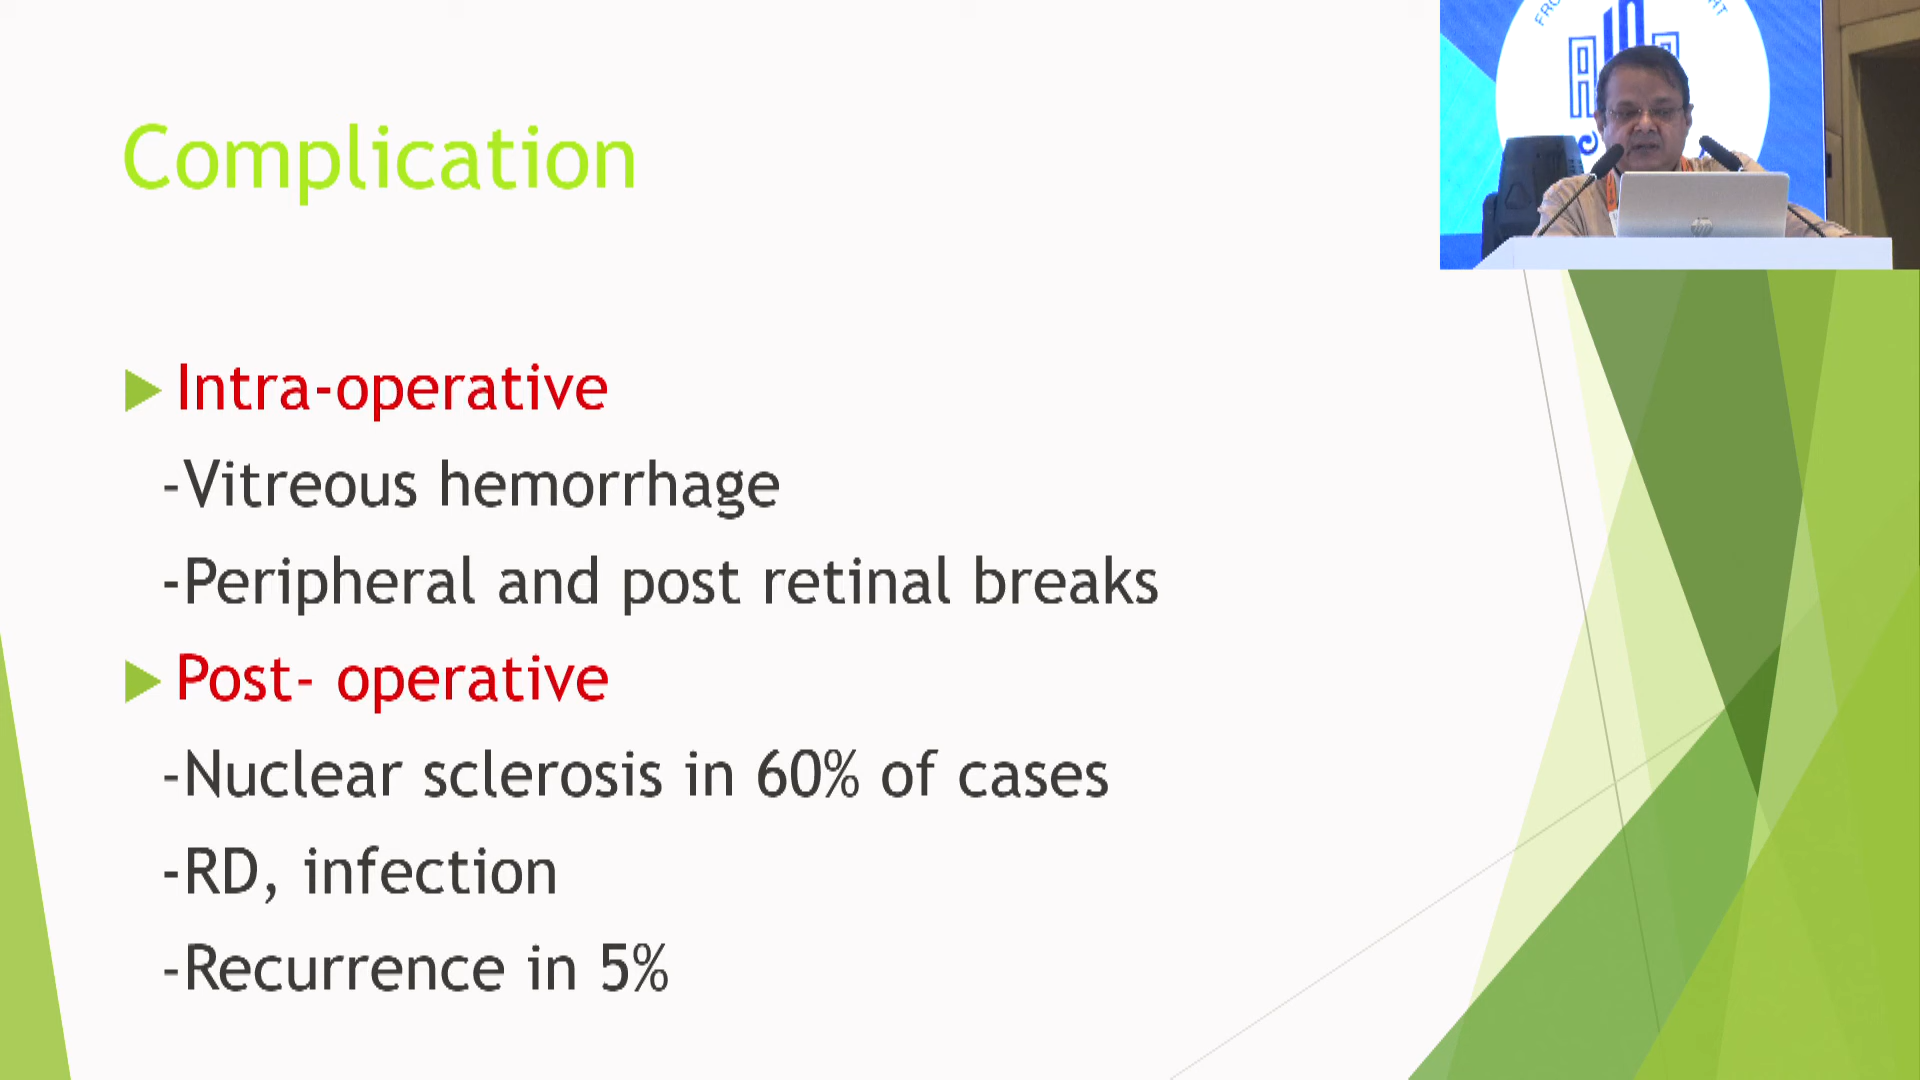 Complication
Intra-operative
-Vitreous hemorrhage
-Peripheral and post retinal breaks
Post- operative
-Nuclear sclerosis in 60% of cases
-RD, infection
-Recurrence in 5%
hp